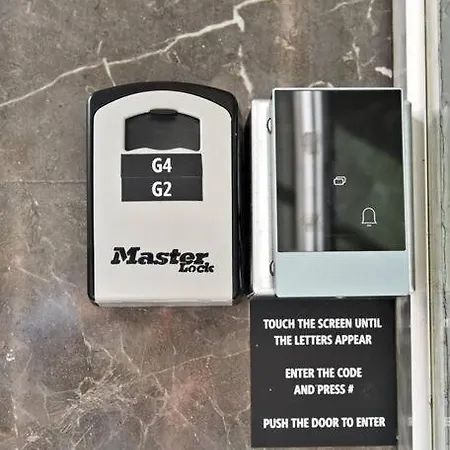 G4
G2
Master
Lock
TOUCH THE SCREEN UNTIL
THE LETTERS APPEAR
ENTER THE CODE
AND PRESS #
PUSH THE DOOR TO ENTER